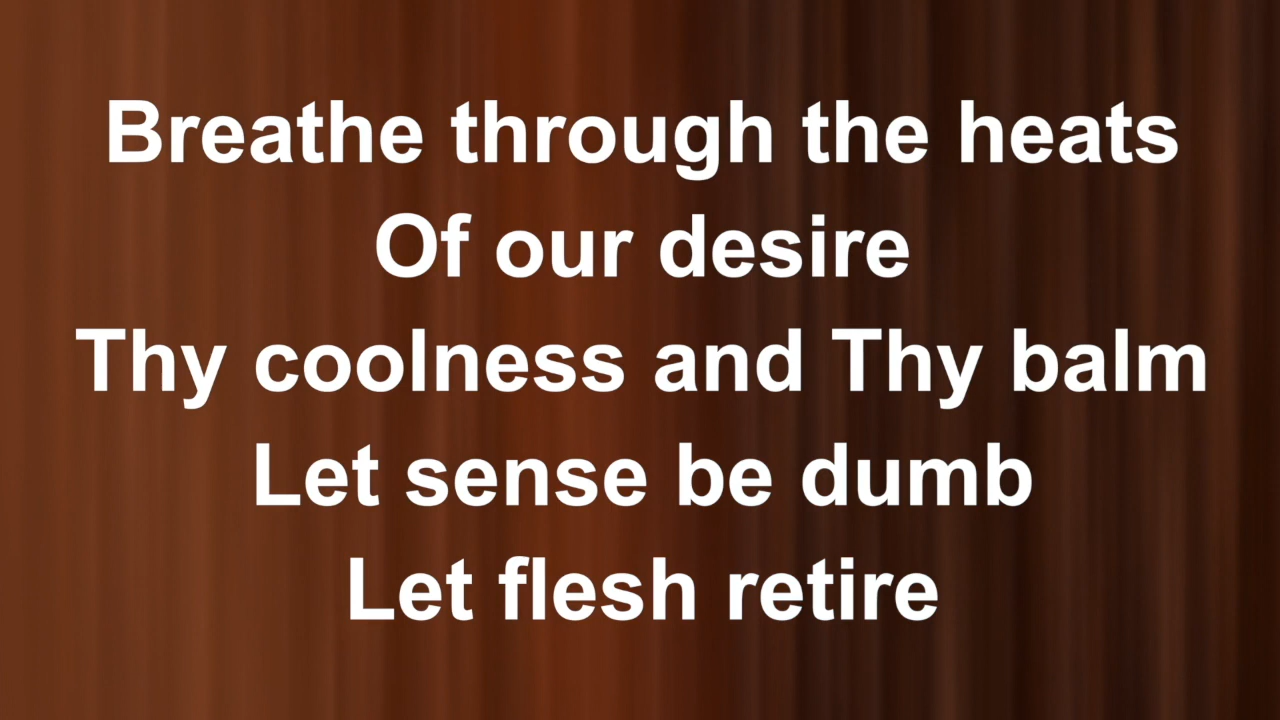 Breathe through the heats
Of our desire
Thy coolness and Thy balm
Let sense be dumb
Let flesh retire